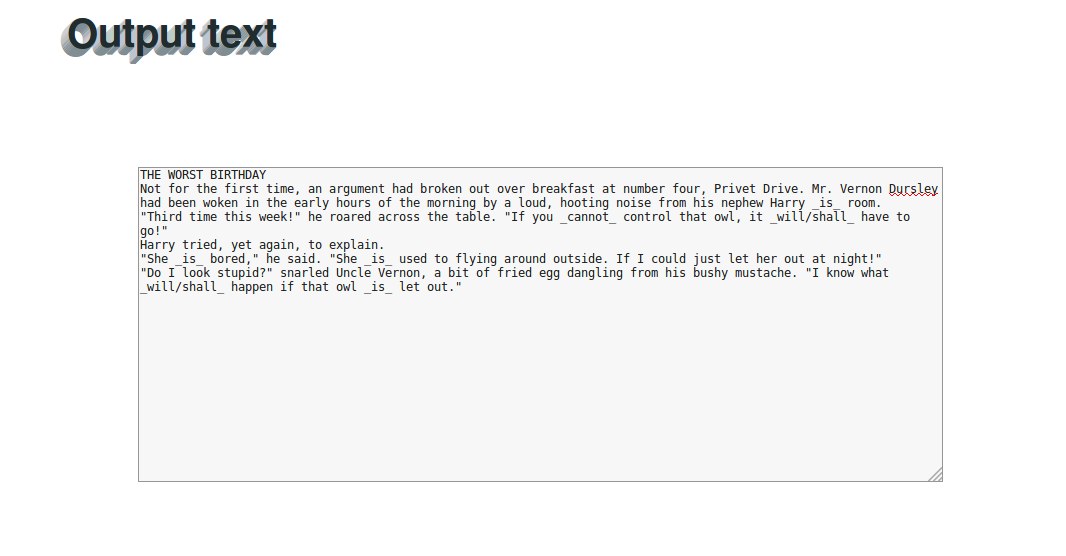 Output text
THE WORST BIRTHDAY
Not for the first time, an argument had broken out over breakfast at number four, Privet Drive. Mr. Vernon Dursley
had been woken in the early hours of the morning by a loud, hooting noise from his nephew Harry _is_ room.
"Third time this week!" he roared across the table. "If you _cannot_ control that owl, it _will/shall_ have to
go!"
Harry tried, yet again, to explain.
"She _is_ bored," he said. "She _is_ used to flying around outside. If I could just let her out at night!"
"Do I look stupid?" snarled Uncle Vernon, a bit of fried egg dangling from his bushy mustache. "I know what
_will/shall_ happen if that owl _is_ let out."